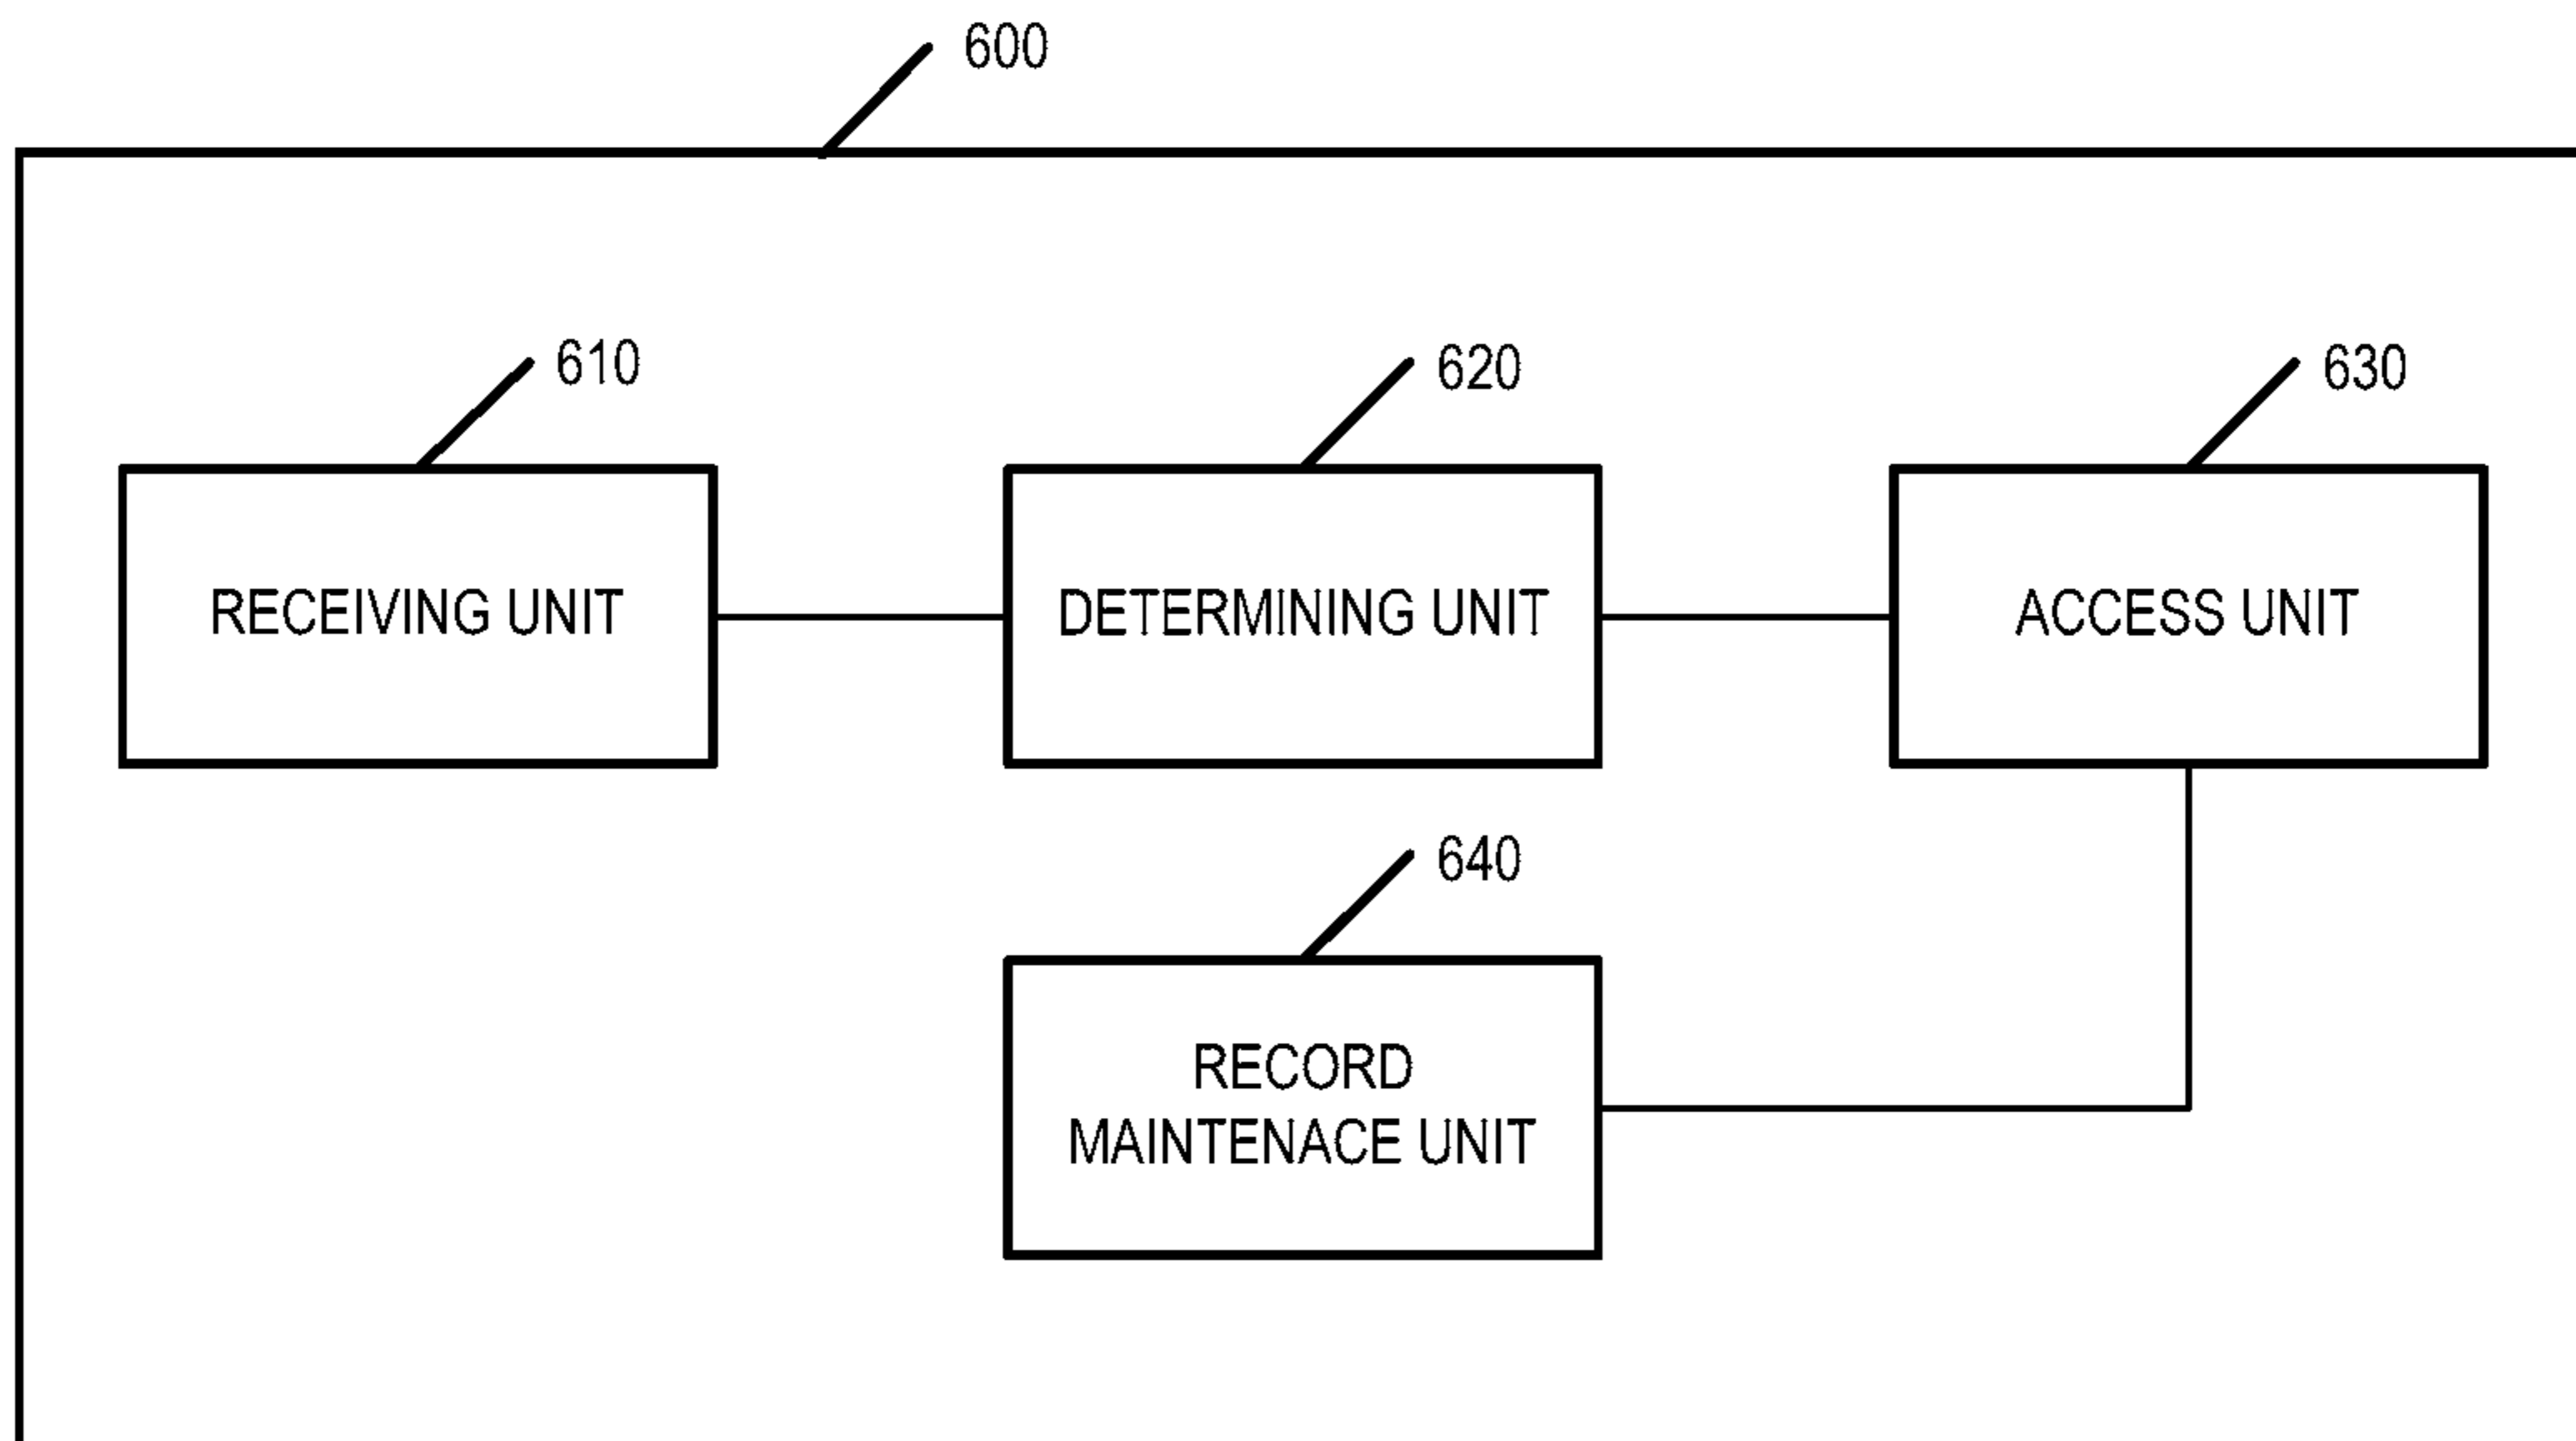 600
610
620
630
RECEIVING UNIT
DETERMINING UNIT
ACCESS UNIT
640
RECORD
MAINTENACE UNIT